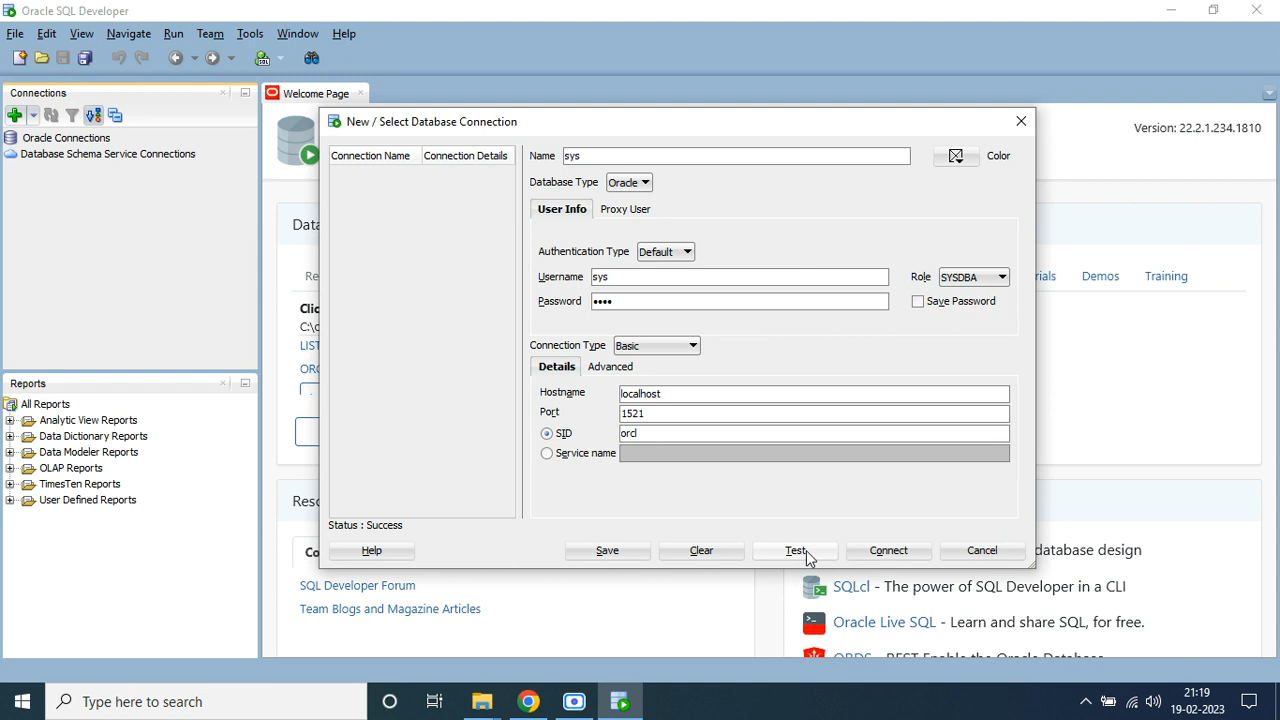 Oracle SQL Developer
File Edit View Navigate Run Team Tools Window Help
Connections
Oracle Connections
Database Schema Service Connections
Reports
All Reports
Analytic View Reports
Data Dictionary Reports
Data Modeler Reports
OLAP Reports
TimesTen Reports
User Defined Reports
Welcome Page
Version: 22.2.1.234.1810
Demos
Training
New / Select Database Connection
Connection Name Connection Details
Name sys Color
Database Type Oracle
User Info Proxy User
Authentication Type Default
Username sys Role SYSDBA
Password •••• Save Password
Connection Type Basic
Details Advanced
Hostname localhost
Port 1521
SID orcl
Service name
Status : Success
Help Save Clear Test Connect Cancel
SQL Developer Forum
Team Blogs and Magazine Articles
database design
SQLcl - The power of SQL Developer in a CLI
Oracle Live SQL - Learn and share SQL, for free.
Type here to search
21:19
19-02-2023